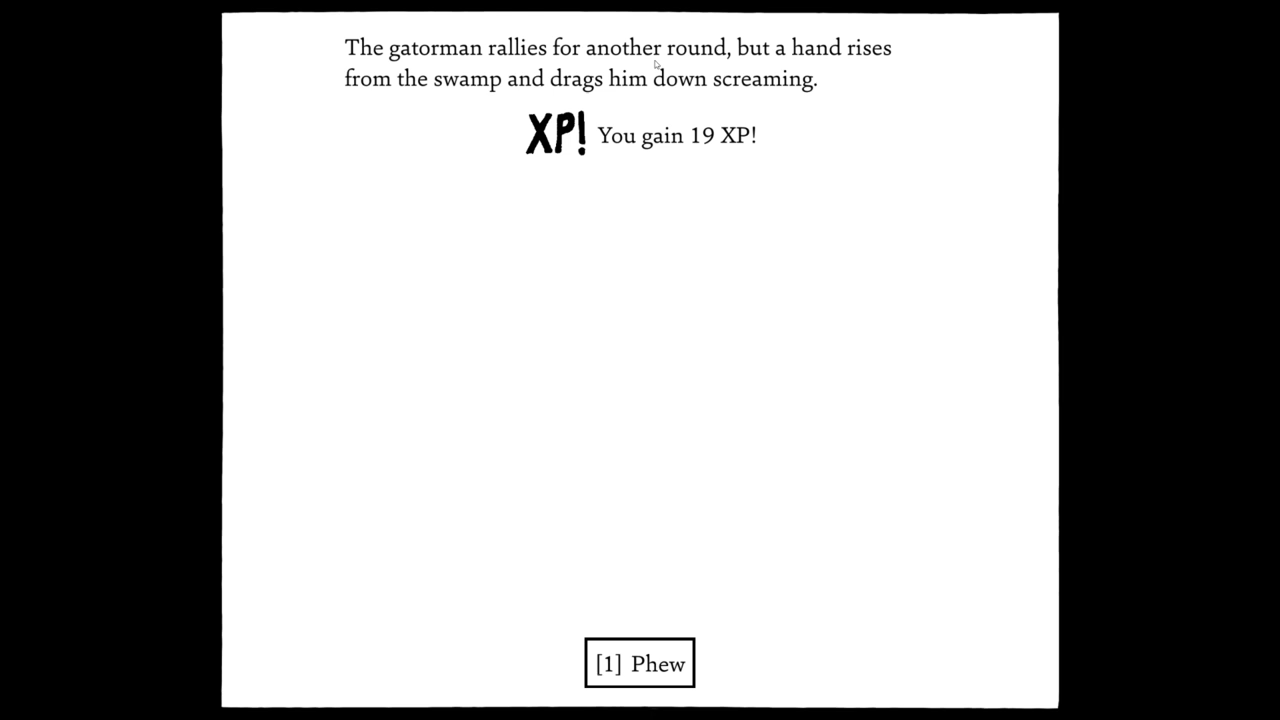 The gatorman rallies for another round, but a hand rises
from the swamp and drags him down screaming.
XP! You gain 19 XP!
[1] Phew